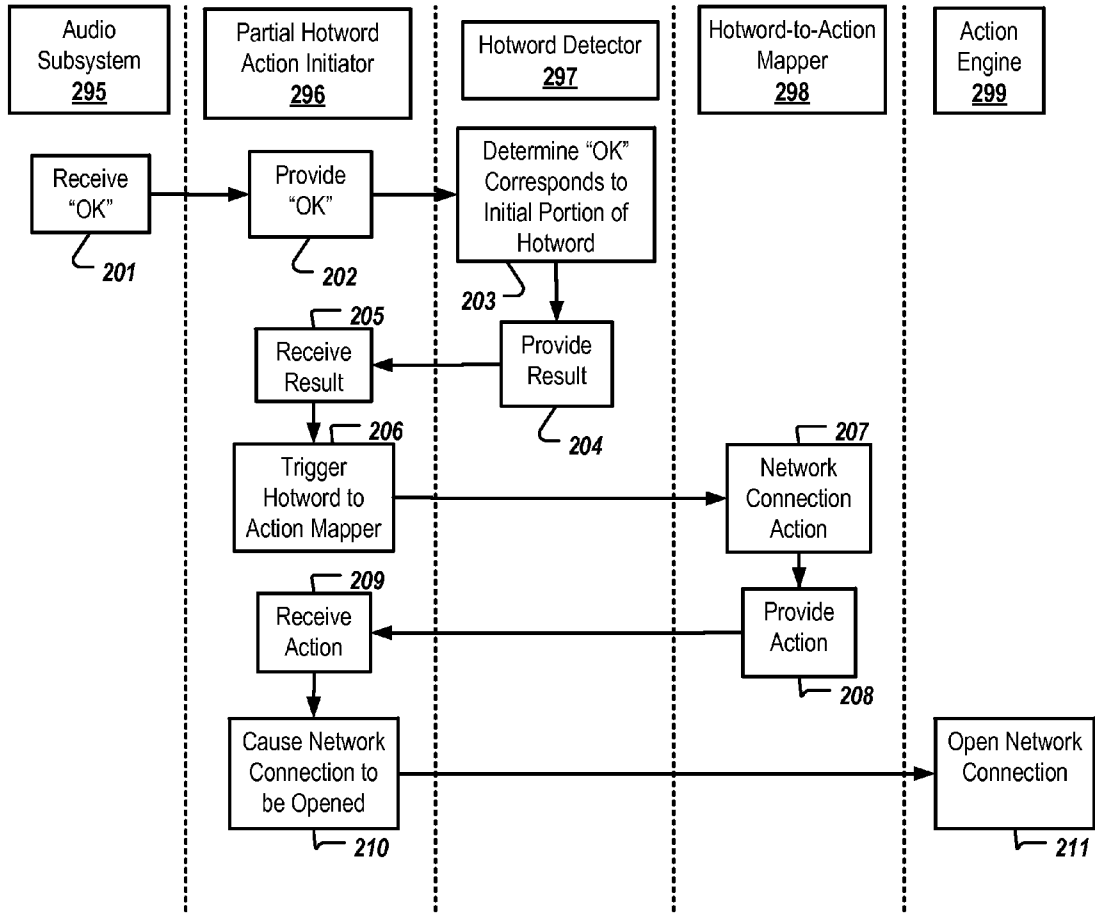 Audio
Subsystem
295
Partial Hotword
Action Initiator
296
Hotword Detector
297
Hotword-to-Action
Mapper
298
Action
Engine
299
Receive
“OK”
201
Provide
“OK”
202
Determine “OK”
Corresponds to
Initial Portion of
Hotword
203
Provide
Result
204
205
Receive
Result
206
Trigger
Hotword to
Action Mapper
207
Network
Connection
Action
Provide
Action
208
209
Receive
Action
Cause Network
Connection to
be Opened
210
Open Network
Connection
211